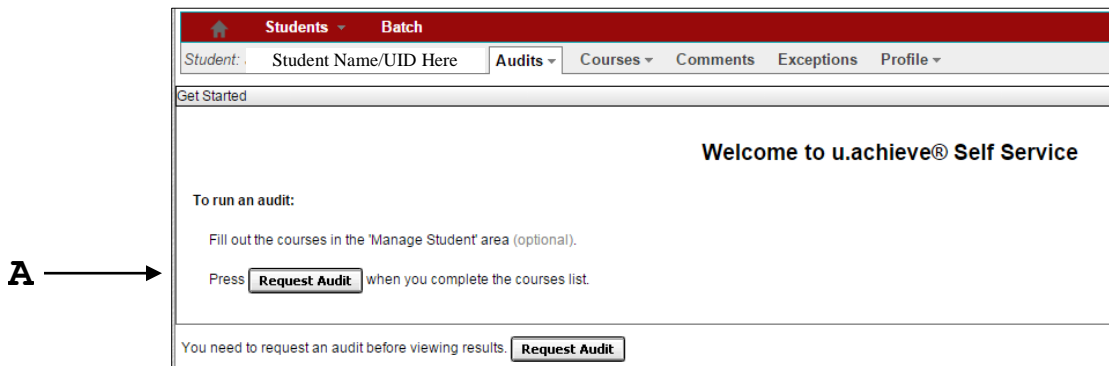 Students Batch
Student: Student Name/UID Here Audits Courses Comments Exceptions Profile
Get Started
Welcome to u.achieve® Self Service
To run an audit:
Fill out the courses in the 'Manage Student' area (optional).
A Press Request Audit when you complete the courses list.
You need to request an audit before viewing results. Request Audit